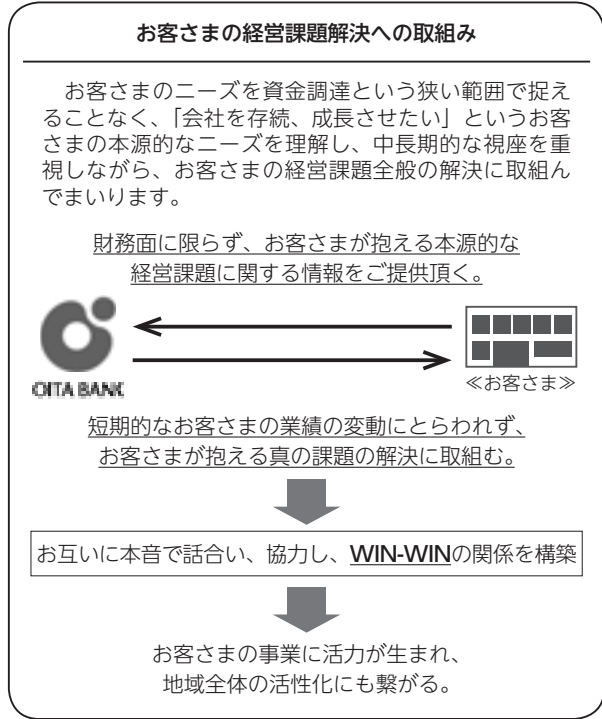 お客さまの経営課題解決への取組み
お客さまのニーズを資金調達という狭い範囲で捉え
ることなく、「会社を存続、成長させたい」というお客
さまの本源的なニーズを理解し、中長期的な視座を重
視しながら、お客さまの経営課題全般の解決に取組ん
でまいります。
財務面に限らず、お客さまが抱える本源的な
経営課題に関する情報をご提供頂く。
OITA BANK
≪お客さま≫
短期的なお客さまの業績の変動にとらわれず、
お客さまが抱える真の課題の解決に取組む。
お互いに本音で話合い、協力し、WIN-WINの関係を構築
お客さまの事業に活力が生まれ、
地域全体の活性化にも繋がる。